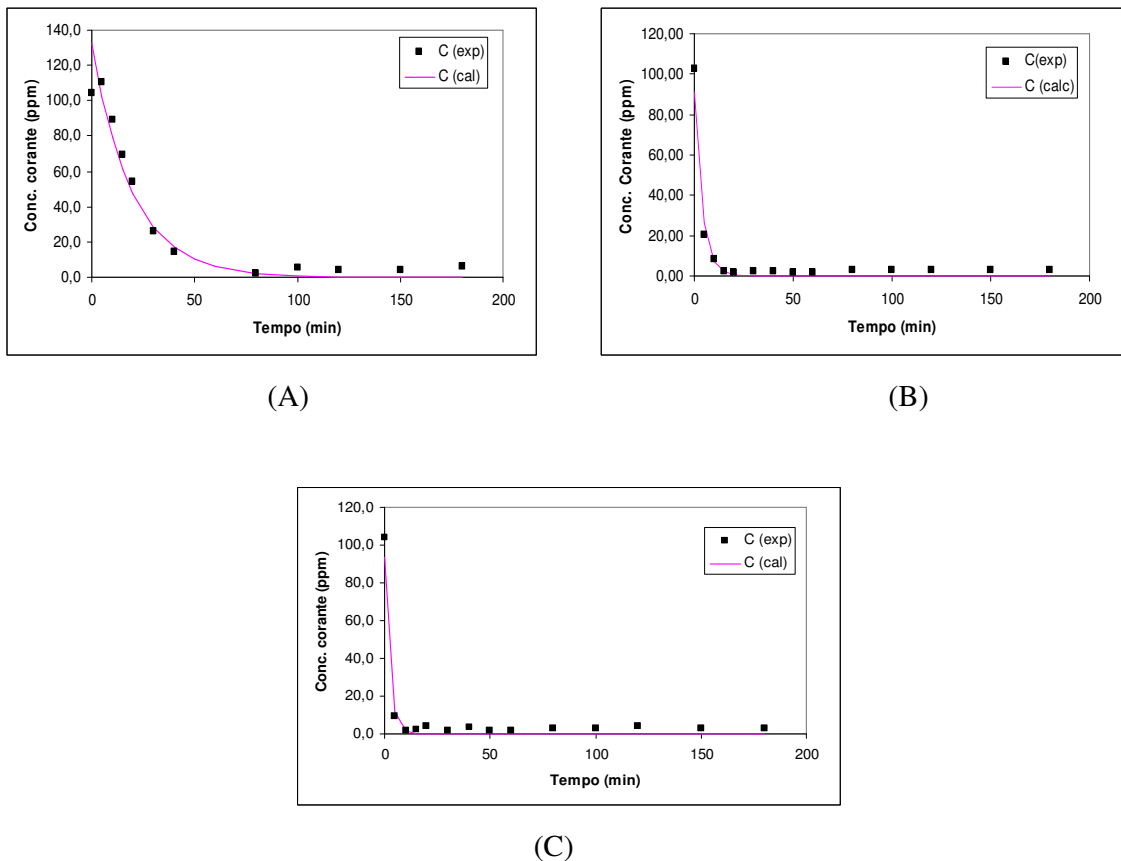 140,0
120,0
100,0
80,0
60,0
40,0
20,0
0,0
Conc. corante (ppm)
C (exp)
C (cal)
0 50 100 150 200
Tempo (min)
(A)
120,00
100,00
80,00
60,00
40,00
20,00
0,00
Conc. Corante (ppm)
C(exp)
C (calc)
0 50 100 150 200
Tempo (min)
(B)
120,0
100,0
80,0
60,0
40,0
20,0
0,0
Conc. corante (ppm)
C (exp)
C (cal)
0 50 100 150 200
Tempo (min)
(C)